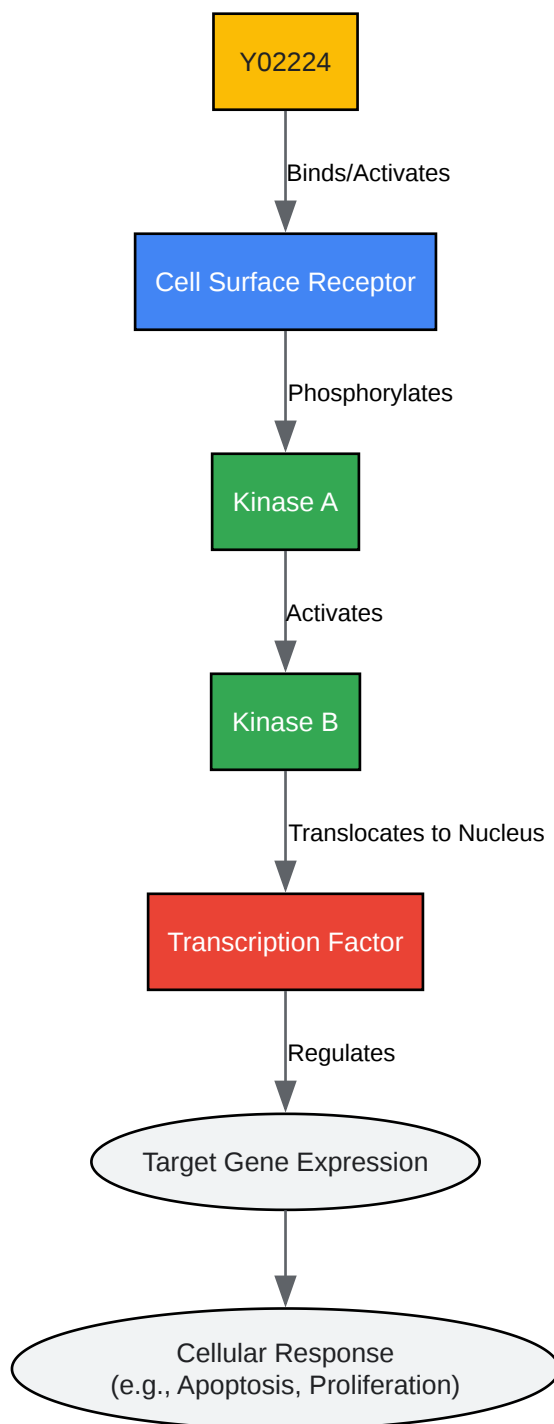 Y02224
Binds/Activates
Cell Surface Receptor
Phosphorylates
Kinase A
Activates
Kinase B
Translocates to Nucleus
Transcription Factor
Regulates
Target Gene Expression
Cellular Response
(e.g., Apoptosis, Proliferation)